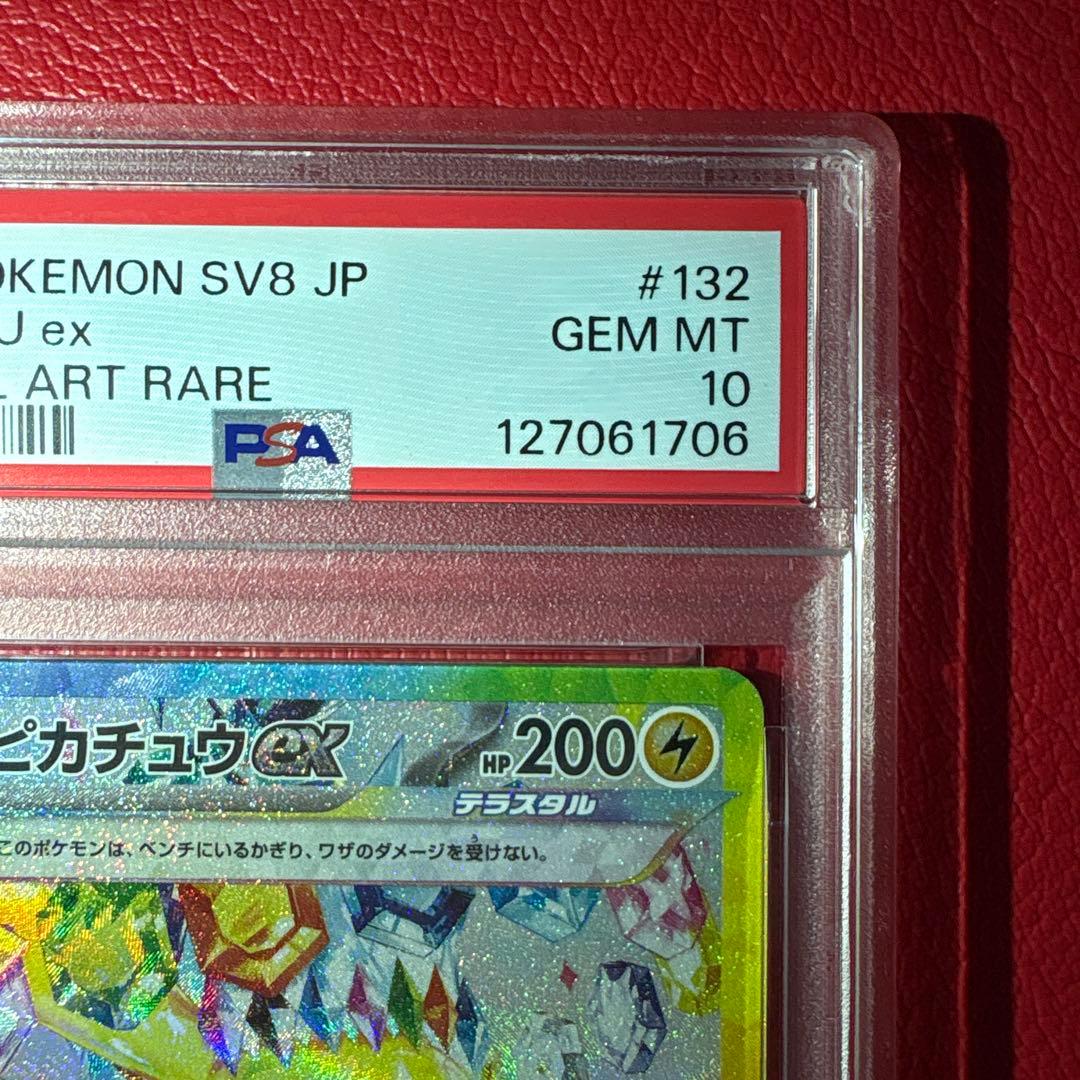 OKEMON SV8 JP #132
U ex GEM MT
L ART RARE 10
PSA 127061706
ピカチュウex HP200
テラスタル
このポケモンは、ベンチにいるかぎり、ワザのダメージを受けない。